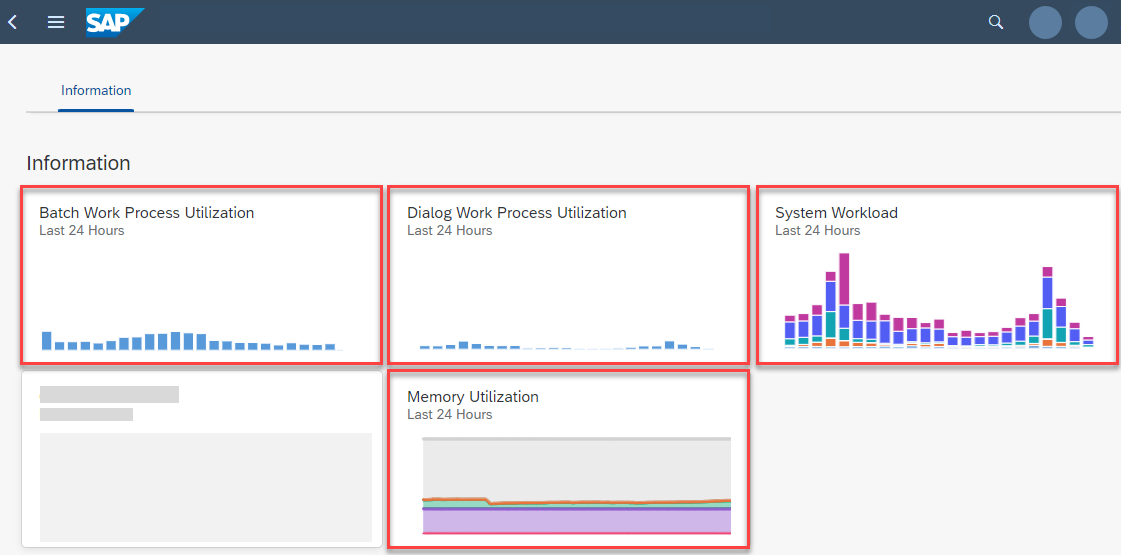 SAP
Information
Information
Batch Work Process Utilization
Last 24 Hours
Dialog Work Process Utilization
Last 24 Hours
System Workload
Last 24 Hours
Memory Utilization
Last 24 Hours